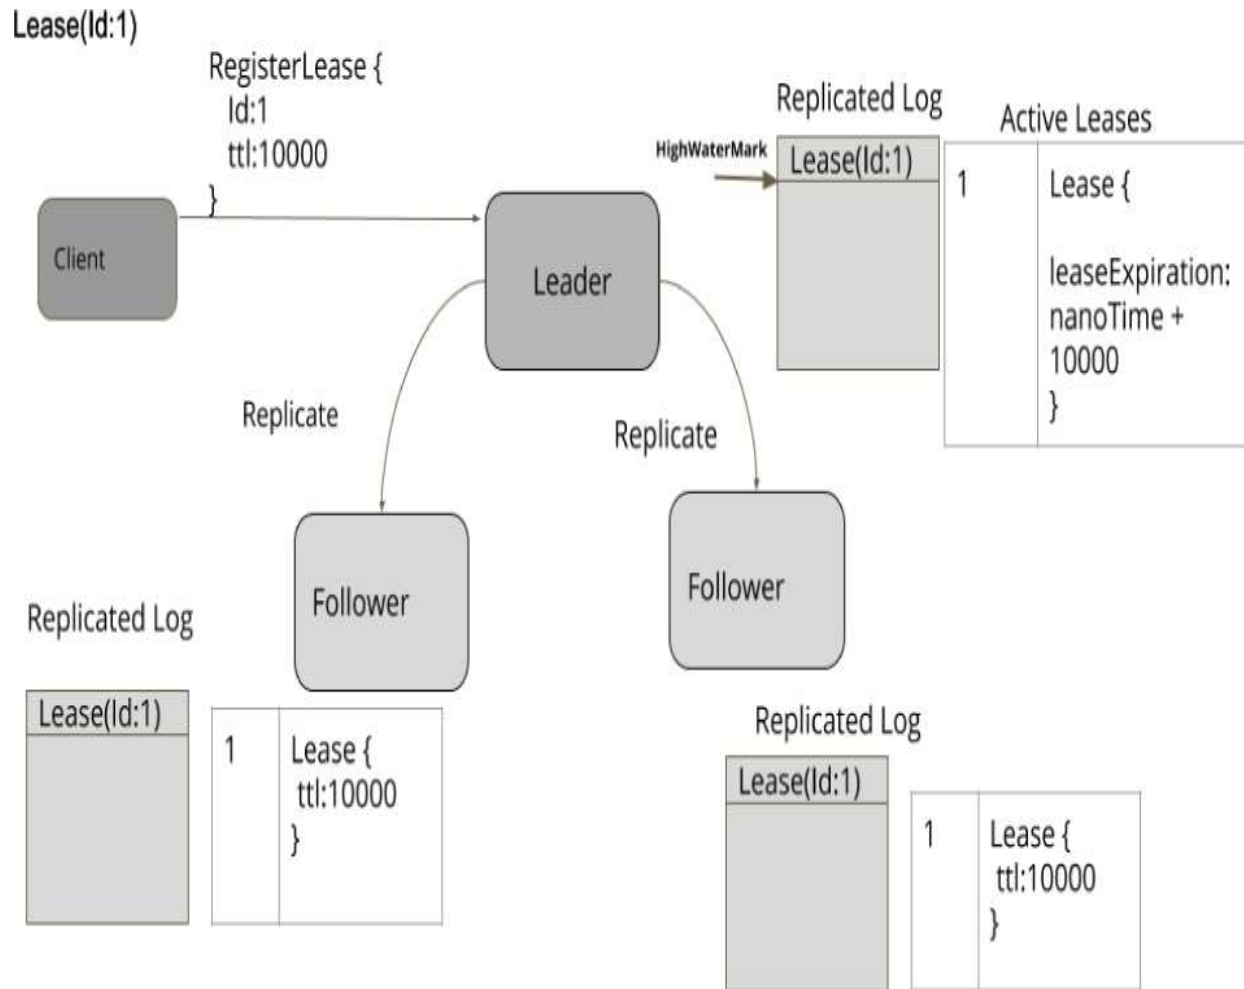 Lease(Id:1)
RegisterLease {
Id:1
ttl:10000
}
Client
Leader
HighWaterMark
Replicated Log
Lease(Id:1)
Active Leases
1
Lease {
leaseExpiration:
nanoTime +
10000
}
Replicate
Replicate
Follower
Follower
Replicated Log
Lease(Id:1)
1
Lease {
ttl:10000
}
Replicated Log
Lease(Id:1)
1
Lease {
ttl:10000
}